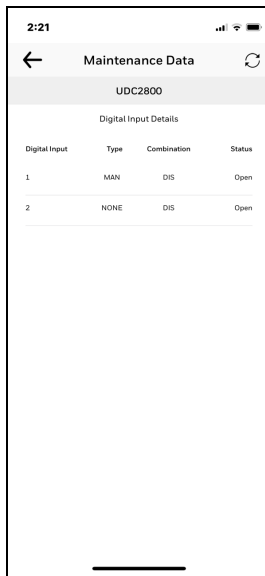 2:21
Maintenance Data
UDC2800
Digital Input Details
Digital Input Type Combination Status
1 MAN DIS Open
2 NONE DIS Open